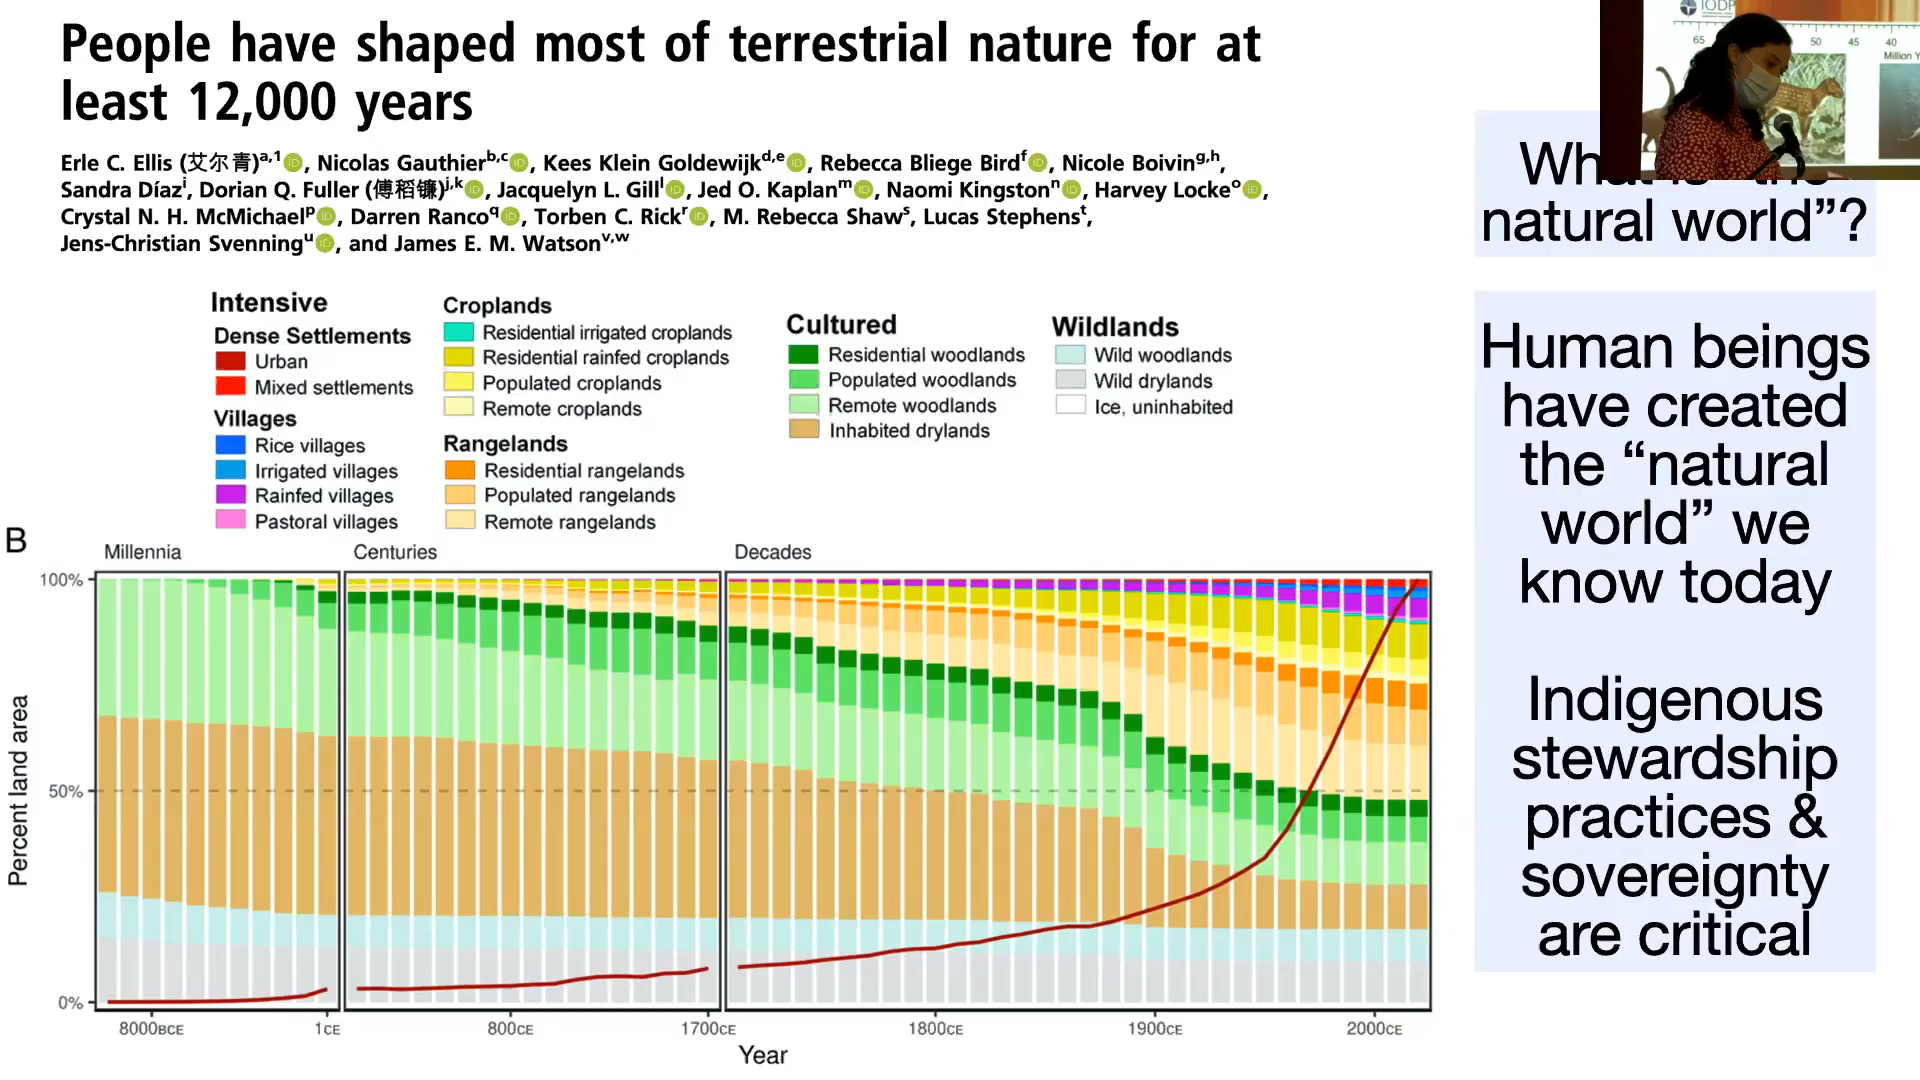 People have shaped most of terrestrial nature for at
least 12,000 years
Erle C. Ellis (艾尔青)a,1, Nicolas Gauthierb,c, Kees Klein Goldewijkd,e, Rebecca Bliege Birdf, Nicole Boiving,h,
Sandra Díazi, Dorian Q. Fuller (傅稻镰)j,k, Jacquelyn L. Gilll, Jed O. Kaplanm, Naomi Kingstonn, Harvey Lockeo,
Crystal N. H. McMichaelp, Darren Rancoq, Torben C. Rickr, M. Rebecca Shaws, Lucas Stephenst,
Jens-Christian Svenningu, and James E. M. Watsonv,w
Intensive
Dense Settlements
Urban
Mixed settlements
Villages
Rice villages
Irrigated villages
Rainfed villages
Pastoral villages
Croplands
Residential irrigated croplands
Residential rainfed croplands
Populated croplands
Remote croplands
Rangelands
Residential rangelands
Populated rangelands
Remote rangelands
Cultured
Residential woodlands
Populated woodlands
Remote woodlands
Inhabited drylands
Wildlands
Wild woodlands
Wild drylands
Ice, uninhabited
B
Millennia
Centuries
Decades
100%
50%
0%
Percent land area
8000BCE
1CE
800CE
1700CE
1800CE
1900CE
2000CE
Year
IODP
65
50
45
40
Million
natural world”?
Human beings
have created
the “natural
world” we
know today
Indigenous
stewardship
practices &
sovereignty
are critical